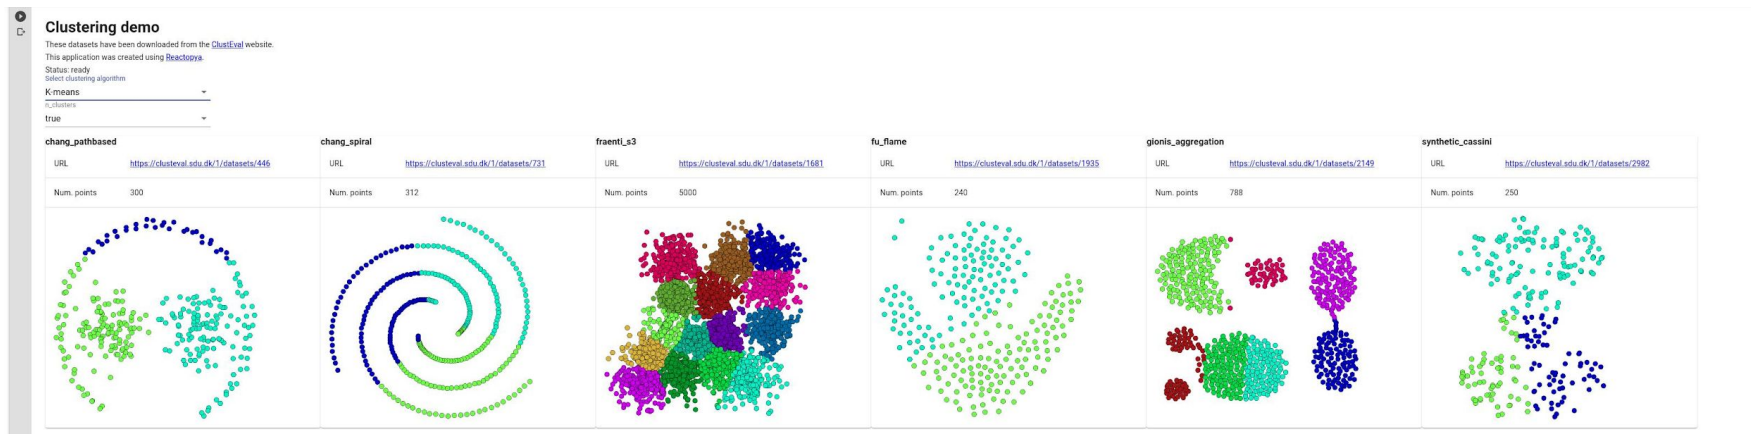 Clustering demo
These datasets have been downloaded from the ClustEval website.
This application was created using Reactopya.
Status: ready
Select clustering algorithm
K-means
n_clusters
true
chang_pathbased
URL https://clusteval.sdu.dk/1/datasets/446
Num. points 300
chang_spiral
URL https://clusteval.sdu.dk/1/datasets/731
Num. points 312
fraenti_s3
URL https://clusteval.sdu.dk/1/datasets/1681
Num. points 5000
fu_flame
URL https://clusteval.sdu.dk/1/datasets/1935
Num. points 240
gionis_aggregation
URL https://clusteval.sdu.dk/1/datasets/2149
Num. points 788
synthetic_cassini
URL https://clusteval.sdu.dk/1/datasets/2982
Num. points 250